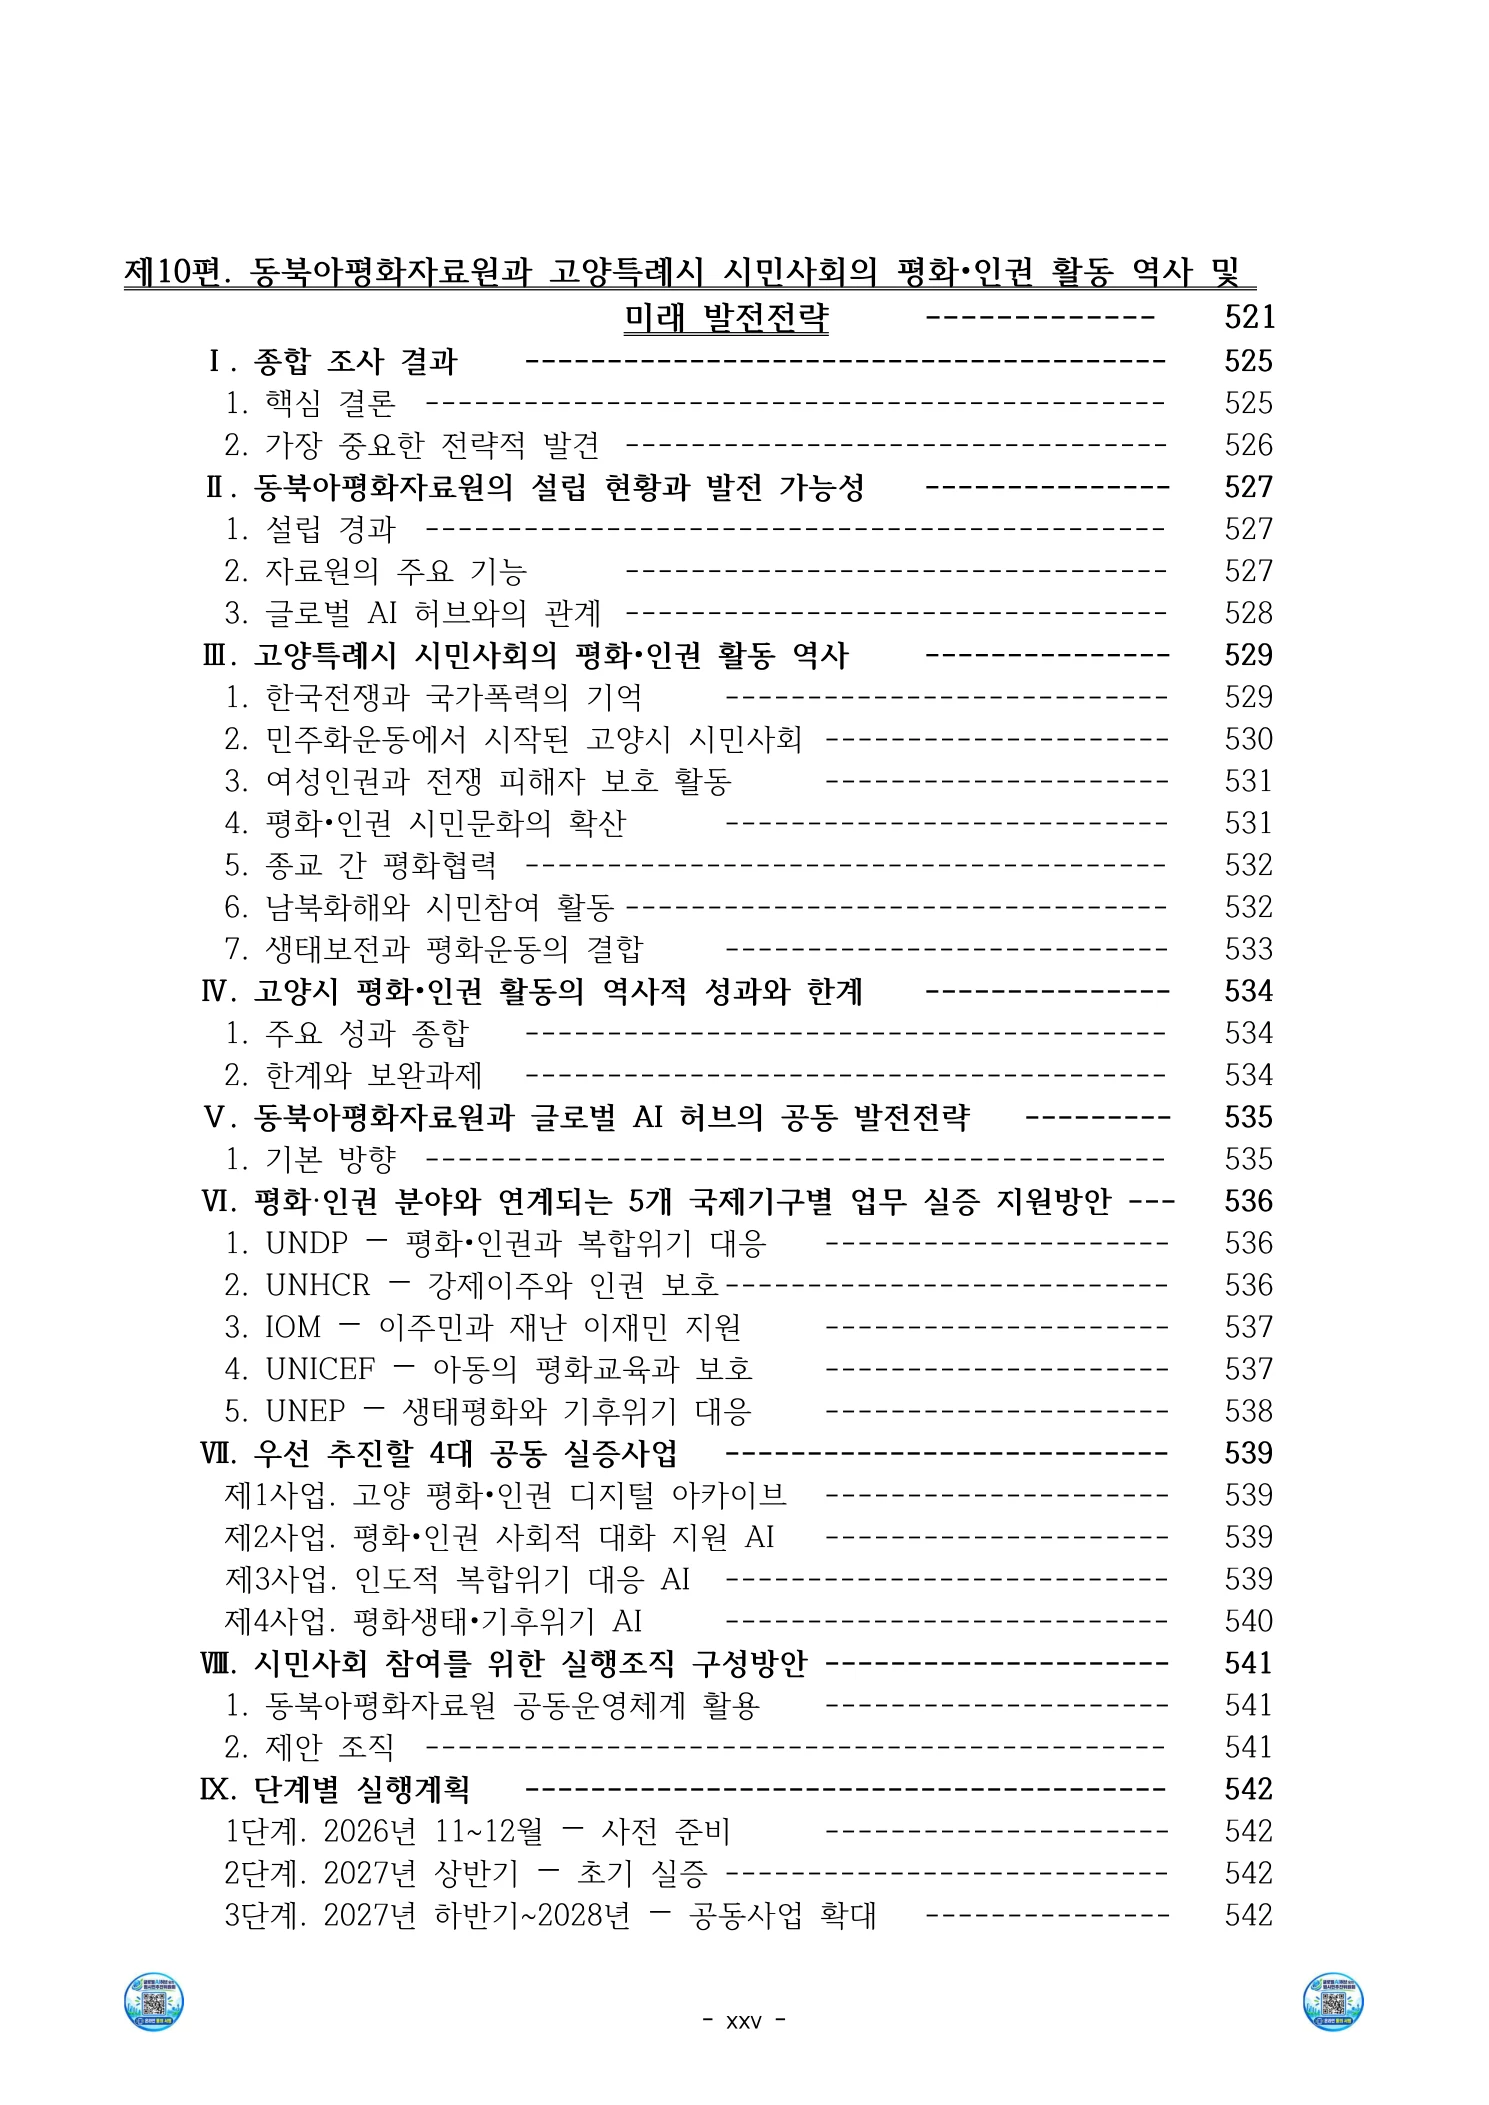 제10편. 동북아평화자료원과 고양특례시 시민사회의 평화•인권 활동 역사 및
미래 발전전략 ------------- 521
Ⅰ. 종합 조사 결과 ------------------------------------ 525
1. 핵심 결론 ------------------------------------------ 525
2. 가장 중요한 전략적 발견 ------------------------------- 526
Ⅱ. 동북아평화자료원의 설립 현황과 발전 가능성 --------------- 527
1. 설립 경과 ------------------------------------------ 527
2. 자료원의 주요 기능 ------------------------------- 527
3. 글로벌 AI 허브와의 관계 ------------------------------- 528
Ⅲ. 고양특례시 시민사회의 평화•인권 활동 역사 --------------- 529
1. 한국전쟁과 국가폭력의 기억 ------------------------- 529
2. 민주화운동에서 시작된 고양시 시민사회 -------------------- 530
3. 여성인권과 전쟁 피해자 보호 활동 -------------------- 531
4. 평화•인권 시민문화의 확산 ------------------------- 531
5. 종교 간 평화협력 ------------------------------------ 532
6. 남북화해와 시민참여 활동 ------------------------------- 532
7. 생태보전과 평화운동의 결합 ------------------------- 533
Ⅳ. 고양시 평화•인권 활동의 역사적 성과와 한계 --------------- 534
1. 주요 성과 종합 ------------------------------------ 534
2. 한계와 보완과제 ------------------------------------ 534
Ⅴ. 동북아평화자료원과 글로벌 AI 허브의 공동 발전전략 --------- 535
1. 기본 방향 ------------------------------------------ 535
Ⅵ. 평화·인권 분야와 연계되는 5개 국제기구별 업무 실증 지원방안 --- 536
1. UNDP — 평화•인권과 복합위기 대응 -------------------- 536
2. UNHCR — 강제이주와 인권 보호 ------------------------- 536
3. IOM — 이주민과 재난 이재민 지원 -------------------- 537
4. UNICEF — 아동의 평화교육과 보호 -------------------- 537
5. UNEP — 생태평화와 기후위기 대응 -------------------- 538
Ⅶ. 우선 추진할 4대 공동 실증사업 ------------------------- 539
제1사업. 고양 평화•인권 디지털 아카이브 -------------------- 539
제2사업. 평화•인권 사회적 대화 지원 AI -------------------- 539
제3사업. 인도적 복합위기 대응 AI ------------------------- 539
제4사업. 평화생태•기후위기 AI ------------------------- 540
Ⅷ. 시민사회 참여를 위한 실행조직 구성방안 -------------------- 541
1. 동북아평화자료원 공동운영체계 활용 -------------------- 541
2. 제안 조직 ------------------------------------------ 541
Ⅸ. 단계별 실행계획 ------------------------------------ 542
1단계. 2026년 11~12월 — 사전 준비 -------------------- 542
2단계. 2027년 상반기 — 초기 실증 ------------------------- 542
3단계. 2027년 하반기~2028년 — 공동사업 확대 --------------- 542
- xxv -